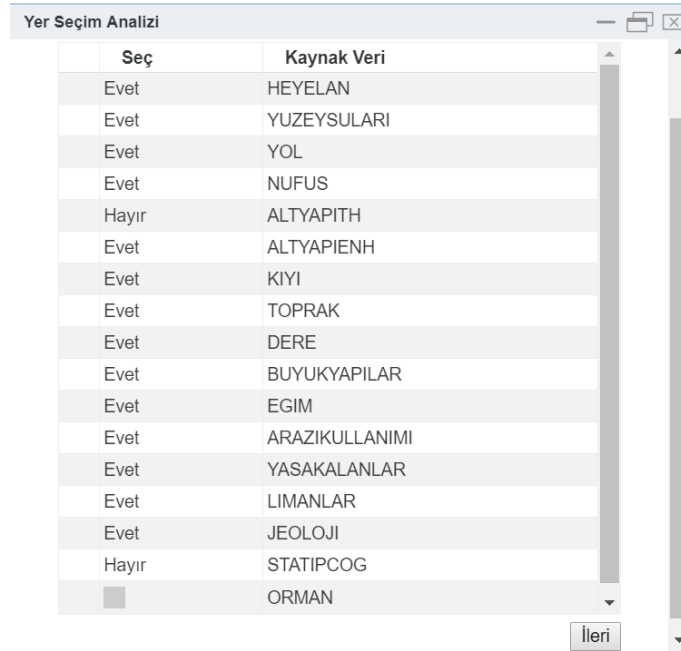 Yer Seçim Analizi
Seç Kaynak Veri
Evet HEYELAN
Evet YUZEYSULARI
Evet YOL
Evet NUFUS
Hayır ALTYAPITH
Evet ALTYAPIENH
Evet KIYI
Evet TOPRAK
Evet DERE
Evet BUYUKYAPILAR
Evet EGIM
Evet ARAZIKULLANIMI
Evet YASAKALANLAR
Evet LIMANLAR
Evet JEOLOJI
Hayır STATIPCOG
ORMAN
İleri